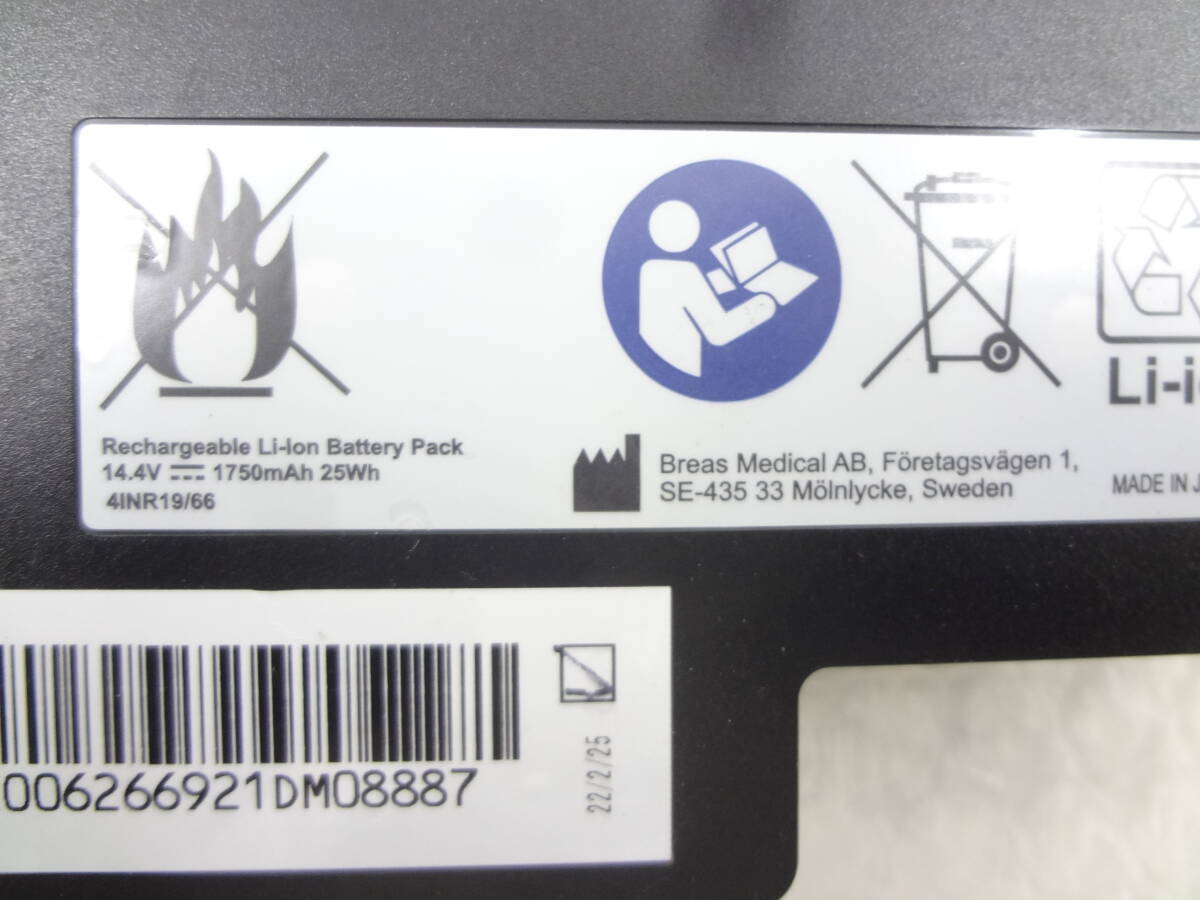 Rechargeable Li-Ion Battery Pack
14.4V 1750mAh 25Wh
4INR19/66
Breas Medical AB, Företagsvägen 1,
SE-435 33 Mölnlycke, Sweden
MADE IN
006266921DM08887
22/2/25